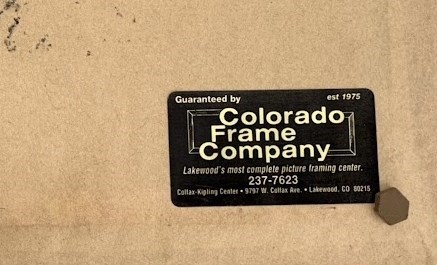 Guaranteed by est 1975
Colorado
Frame
Company
Lakewood's most complete picture framing center.
237-7623
Colfax-Kipling Center • 9797 W. Colfax Ave. • Lakewood, CO 80215